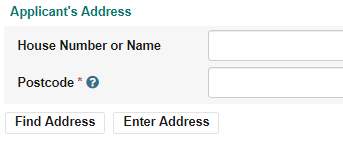 Applicant's Address
House Number or Name
Postcode * ?
Find Address Enter Address